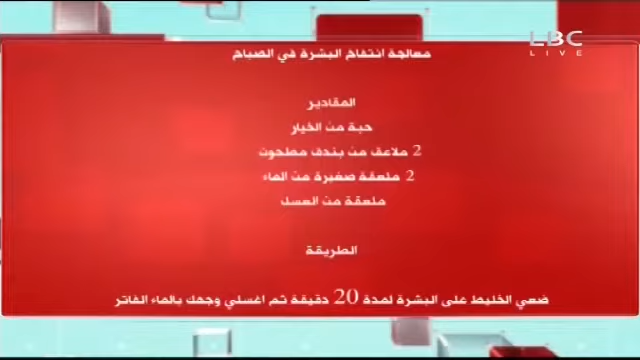 LBC
LIVE
معالجة انتفاخ البشرة في الصباح
المقادير
حبة من الخيار
2 ملاعق من بندق مطحون
2 ملعقة صغيرة من الماء
ملعقة من العسل
الطريقة
ضعي الخليط على البشرة لمدة 20 دقيقة ثم اغسلي وجهك بالماء الفاتر